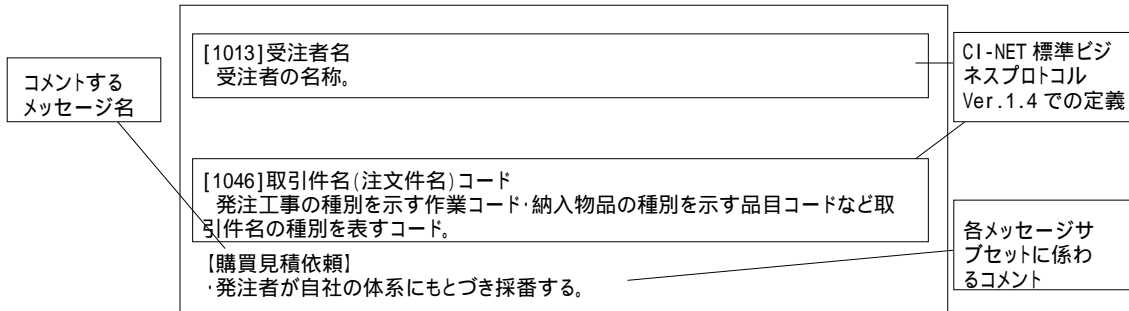 [1013]受注者名
受注者の名称。
CI-NET 標準ビジ
ネスプロトコル
Ver.1.4 での定義
コメントする
メッセージ名
[1046]取引件名(注文件名)コード
発注工事の種別を示す作業コード・納入物品の種別を示す品目コードなど取
引件名の種別を表すコード。
【購買見積依頼】
・発注者が自社の体系にもとづき採番する。
各メッセージサ
ブセットに係わ
るコメント